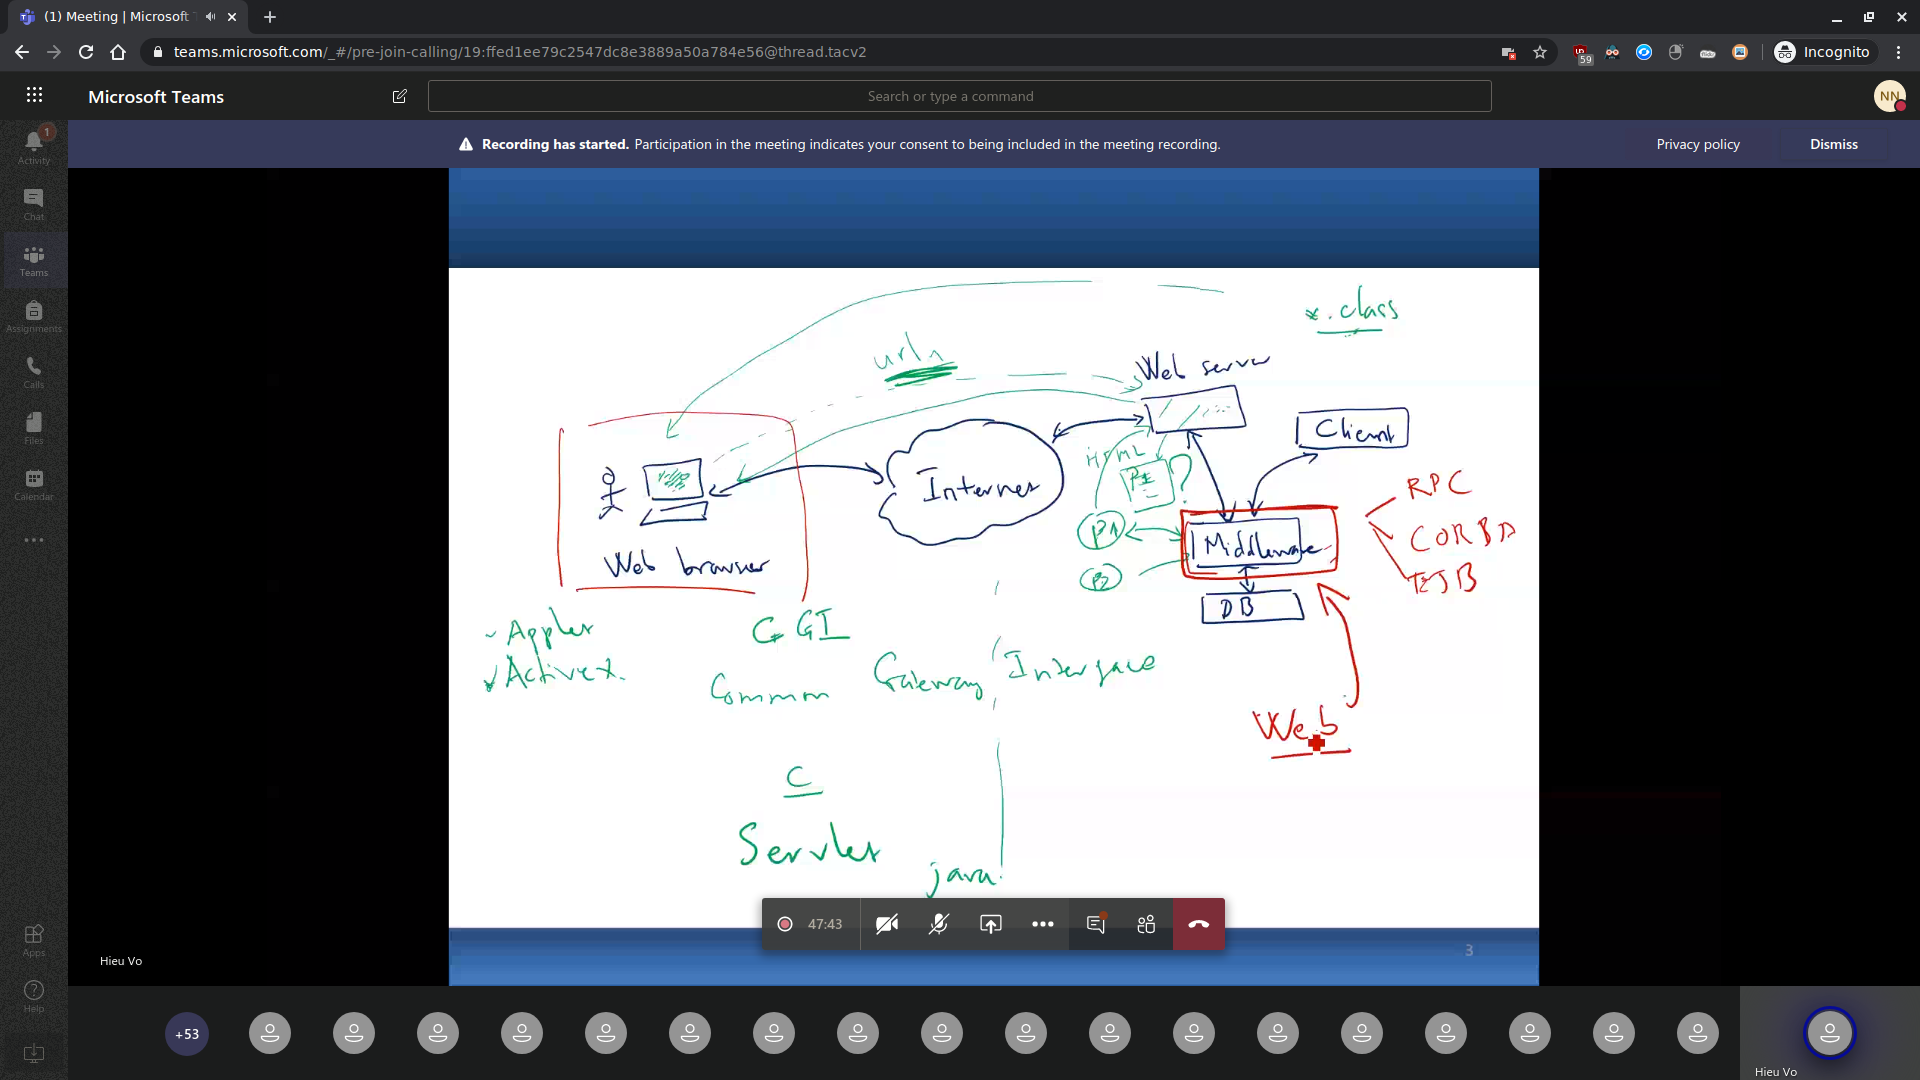 (1) Meeting | Microsoft T
teams.microsoft.com/_#/pre-join-calling/19:ffed1ee79c2547dc8e3889a50a784e56@thread.tacv2
59
Incognito
Microsoft Teams
Search or type a command
NN
Recording has started. Participation in the meeting indicates your consent to being included in the meeting recording.
Privacy policy
Dismiss
1
Activity
Chat
Teams
Assignments
Calls
Files
Calendar
Apps
Help
*.class
url
Web server
Client
HTML
?
Internet
RPC
P1
Middleware
CORBA
Web browser
P2
EJB
DB
- Applet
C GI
ActiveX.
Common Gateway Interface
Web
C
Servlet
java
47:43
3
Hieu Vo
+53
Hieu Vo